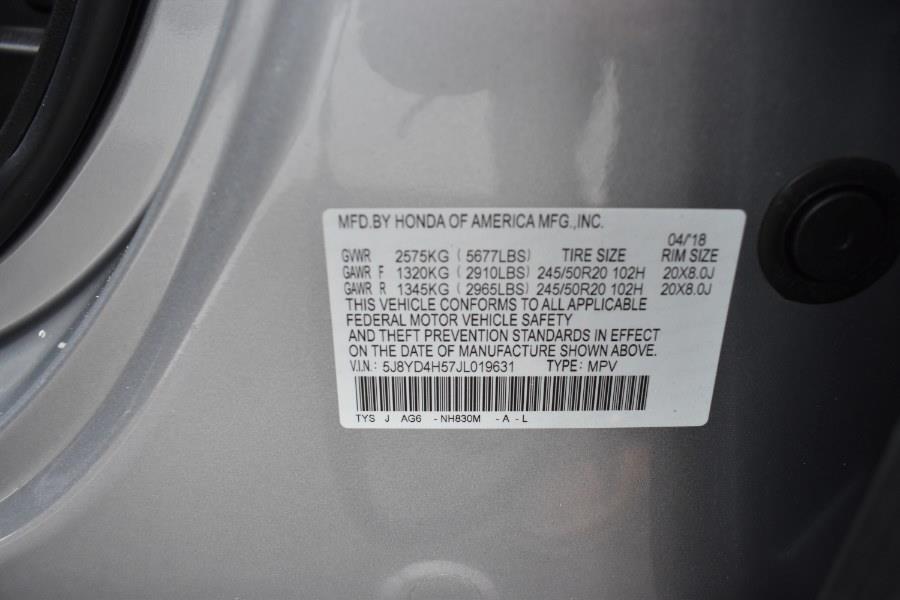 MFD.BY HONDA OF AMERICA MFG.,INC.
04/'18
GVWR 2575KG (5677LBS) TIRE SIZE RIM SIZE
GAWR F 1320KG (2910LBS) 245/50R20 102H 20X8.0J
GAWR R 1345KG (2965LBS) 245/50R20 102H 20X8.0J
THIS VEHICLE CONFORMS TO ALL APPLICABLE
FEDERAL MOTOR VEHICLE SAFETY
AND THEFT PREVENTION STANDARDS IN EFFECT
ON THE DATE OF MANUFACTURE SHOWN ABOVE.
V.I.N.: 5J8YD4H57JL019631 TYPE: MPV
TYS J AG6 -NH830M -A -L